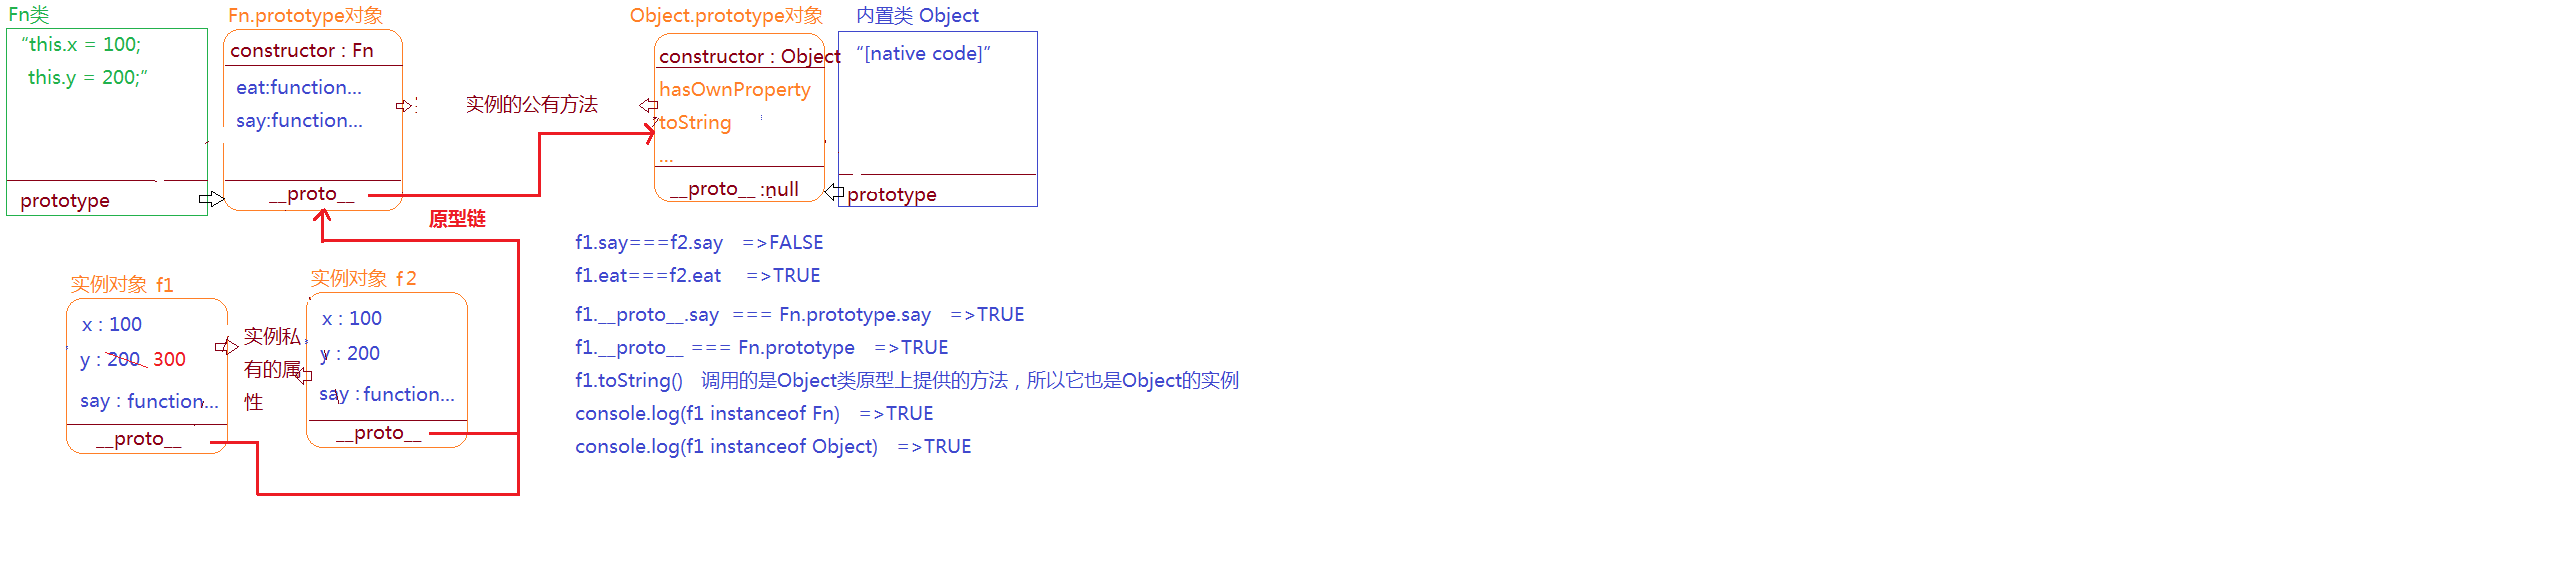 Fn类
“this.x = 100;
this.y = 200;”
prototype
Fn.prototype对象
constructor : Fn
eat:function...
say:function...
__proto__
实例的公有方法
Object.prototype对象
constructor : Object
hasOwnProperty
toString
...
__proto__ :null
内置类 Object
“[native code]”
prototype
原型链
实例对象 f1
x : 100
y : 200 300
say : function...
__proto__
实例私
有的属
性
实例对象 f2
x : 100
y : 200
say : function...
__proto__
f1.say===f2.say =>FALSE
f1.eat===f2.eat =>TRUE
f1.__proto__.say === Fn.prototype.say =>TRUE
f1.__proto__ === Fn.prototype =>TRUE
f1.toString() 调用的是Object类原型上提供的方法，所以它也是Object的实例
console.log(f1 instanceof Fn) =>TRUE
console.log(f1 instanceof Object) =>TRUE